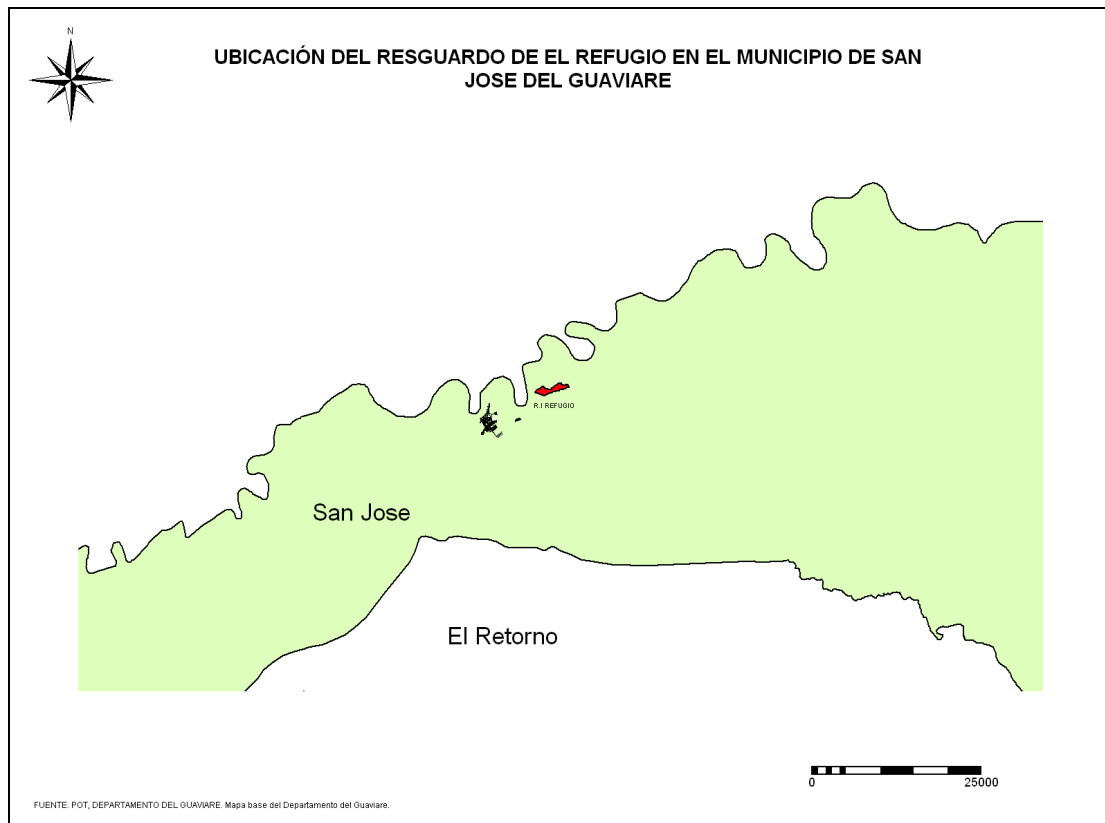 N
UBICACIÓN DEL RESGUARDO DE EL REFUGIO EN EL MUNICIPIO DE SAN
JOSE DEL GUAVIARE
R.I REFUGIO
San Jose
El Retorno
0 25000
FUENTE. POT, DEPARTAMENTO DEL GUAVIARE. Mapa base del Departamento del Guaviare.